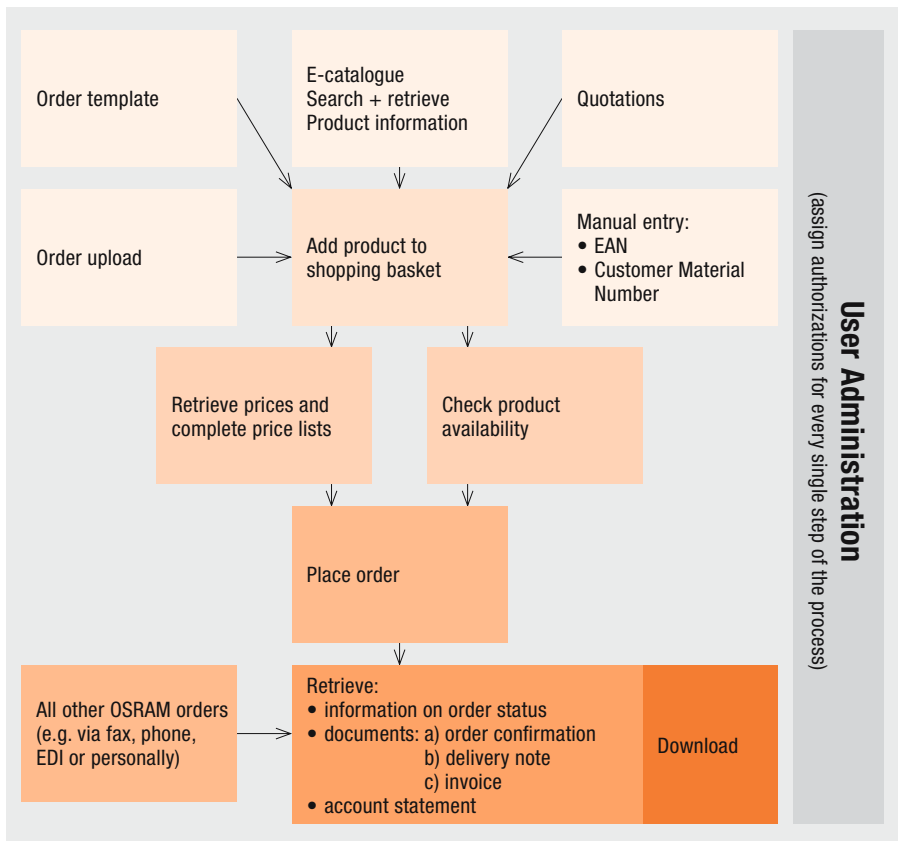 Order template
E-catalogue
Search + retrieve
Product information
Quotations
Order upload
Add product to
shopping basket
Manual entry:
• EAN
• Customer Material
Number
Retrieve prices and
complete price lists
Check product
availability
Place order
All other OSRAM orders
(e.g. via fax, phone,
EDI or personally)
Retrieve:
• information on order status
• documents: a) order confirmation
b) delivery note
c) invoice
• account statement
Download
User Administration
(assign authorizations for every single step of the process)